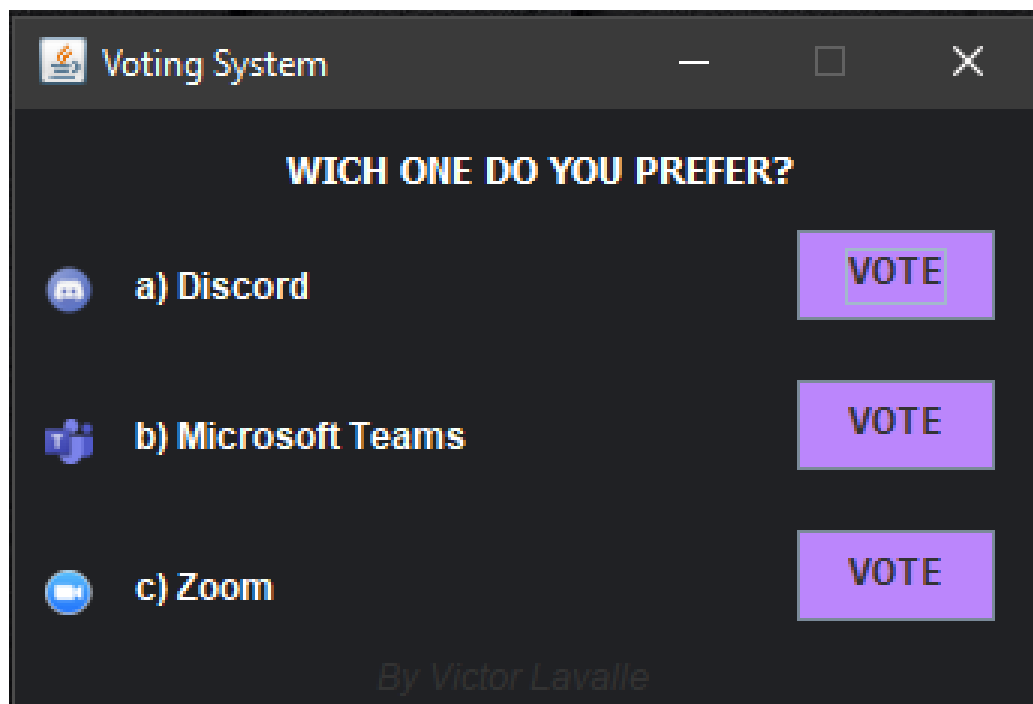 Voting System
WICH ONE DO YOU PREFER?
a) Discord VOTE
b) Microsoft Teams VOTE
c) Zoom VOTE
By Victor Lavalle